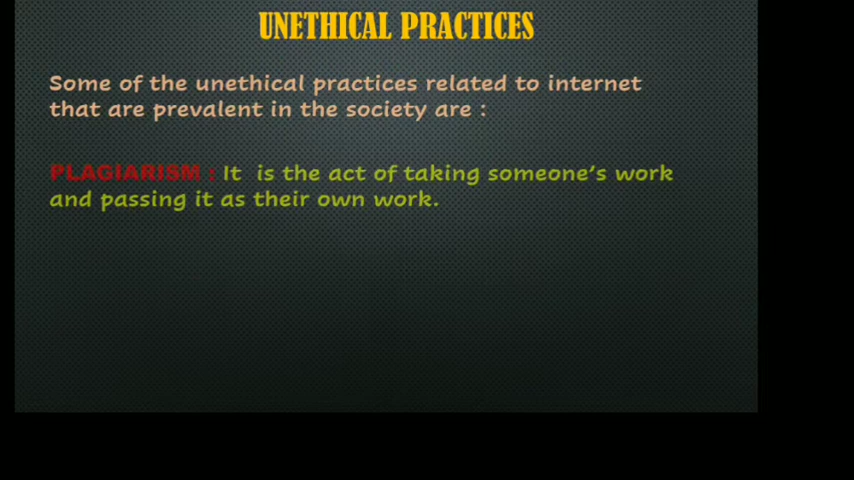 UNETHICAL PRACTICES
Some of the unethical practices related to internet
that are prevalent in the society are :
PLAGIARISM : It is the act of taking someone's work
and passing it as their own work.